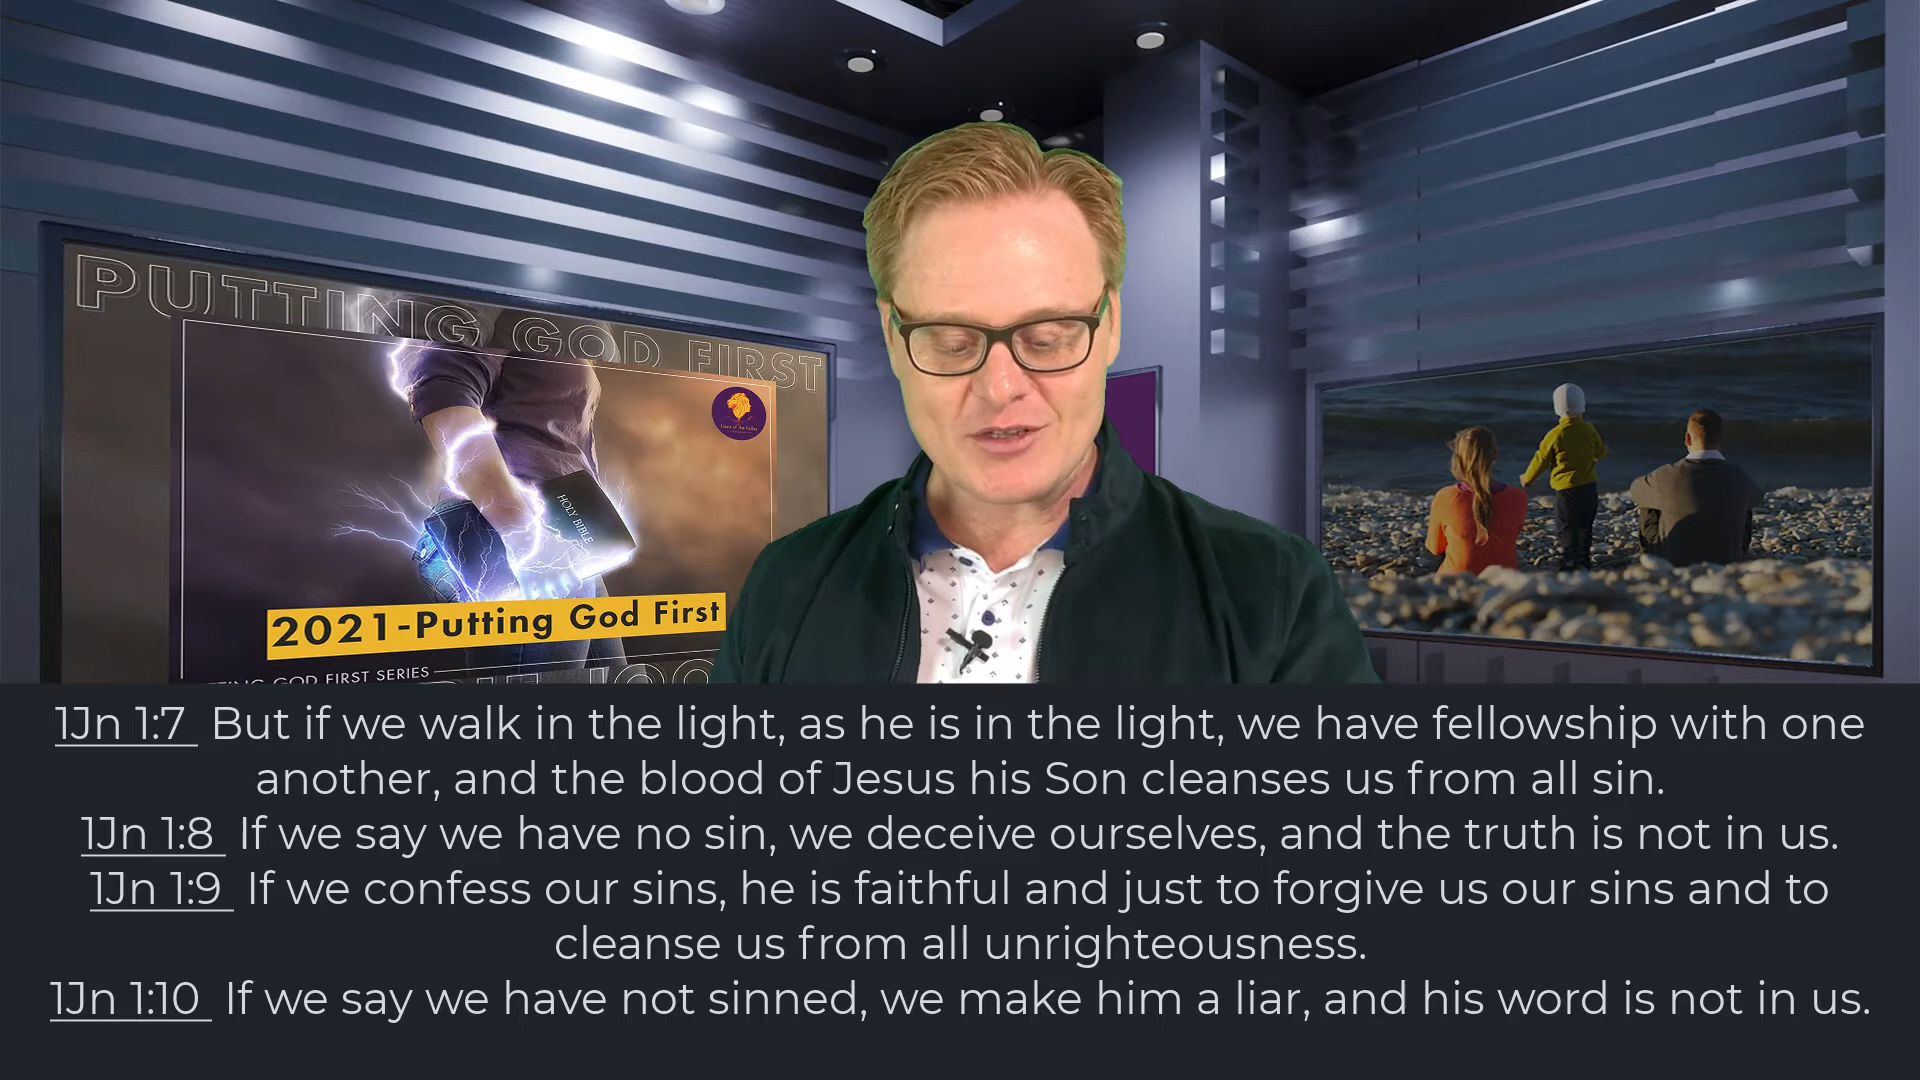 PUTTING GOD FIRST
HOLY BIBLE
2021-Putting God First
GOD FIRST SERIES
1Jn 1:7 But if we walk in the light, as he is in the light, we have fellowship with one
another, and the blood of Jesus his Son cleanses us from all sin.
1Jn 1:8 If we say we have no sin, we deceive ourselves, and the truth is not in us.
1Jn 1:9 If we confess our sins, he is faithful and just to forgive us our sins and to
cleanse us from all unrighteousness.
1Jn 1:10 If we say we have not sinned, we make him a liar, and his word is not in us.